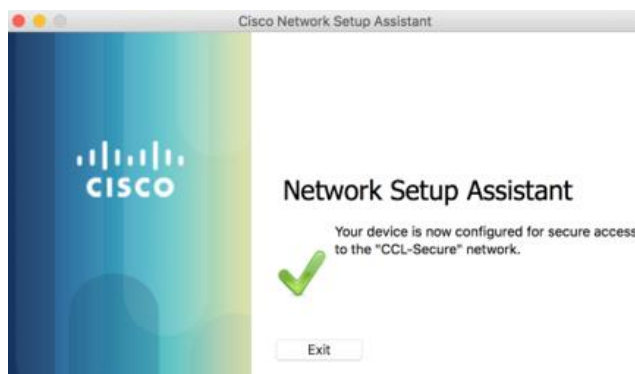 Cisco Network Setup Assistant
CISCO
Network Setup Assistant
Your device is now configured for secure access
to the "CCL-Secure" network.
Exit